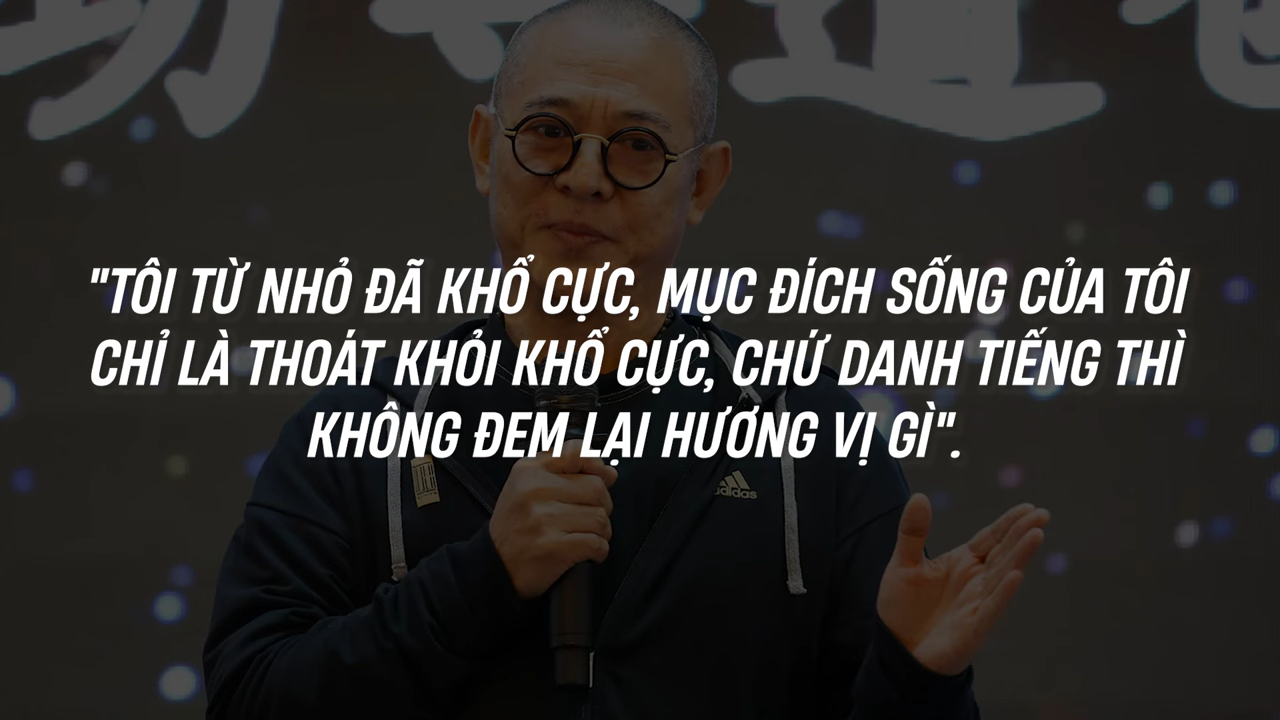 "TÔI TỪ NHỎ ĐÃ KHỔ CỰC, MỤC ĐÍCH SỐNG CỦA TÔI
CHỈ LÀ THOÁT KHỎI KHỔ CỰC, CHỨ DANH TIẾNG THÌ
KHÔNG ĐEM LẠI HƯƠNG VỊ GÌ".
adidas